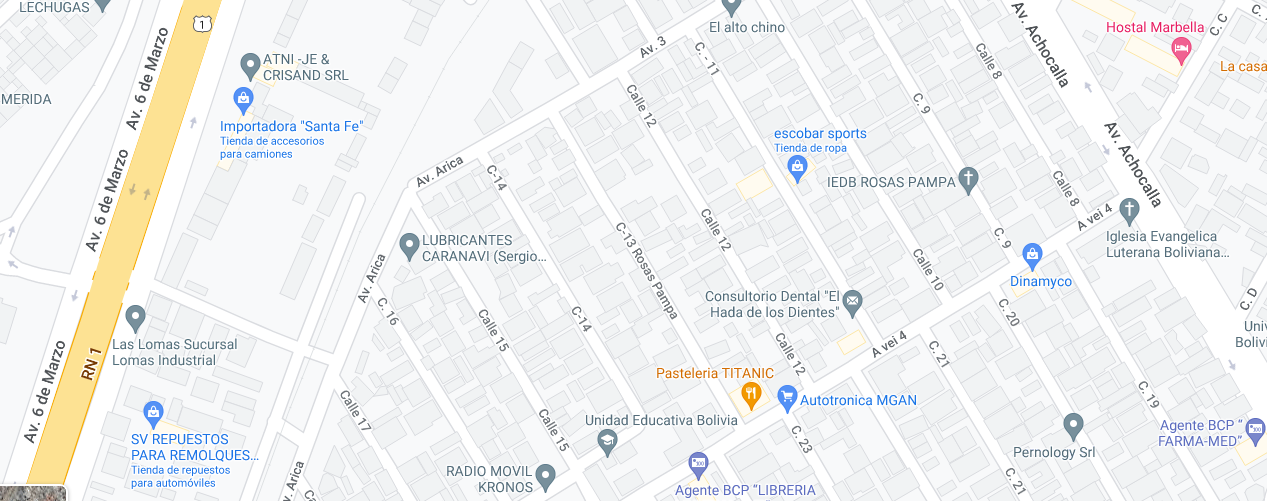 LECHUGAS
1
El alto chino
Av. Achocalla
C. C
Hostal Marbella
Av. 6 de Marzo
ATNI -JE &
CRISAND SRL
Av. 3
C. - 11
Calle 8
La casa
MERIDA
Importadora "Santa Fe"
Tienda de accesorios
para camiones
Calle 12
C. 9
escobar sports
Tienda de ropa
Av. Achocalla
Av. 6 de Marzo
Av. Arica
C-14
IEDB ROSAS PAMPA
Calle 8
A vei 4
LUBRICANTES
CARANAVI (Sergio...
C-13 Rosas Pampa
Calle 12
C. 9
Iglesia Evangelica
Luterana Boliviana...
Av. Arica
Calle 10
Dinamyco
C. D
Consultorio Dental "El
Hada de los Dientes"
C. 16
Calle 15
C-14
C. 20
Las Lomas Sucursal
Lomas Industrial
A vei 4
C. 21
Univ
Bolivi
Av. 6 de Marzo
RN 1
Calle 12
Pasteleria TITANIC
Autotronica MGAN
C. 19
Calle 17
Calle 15
Unidad Educativa Bolivia
C. 23
SV REPUESTOS
PARA REMOLQUES...
Tienda de repuestos
para automóviles
Agente BCP "
FARMA-MED"
Pernology Srl
RADIO MOVIL
KRONOS
Av. Arica
C. 21
Agente BCP "LIBRERIA